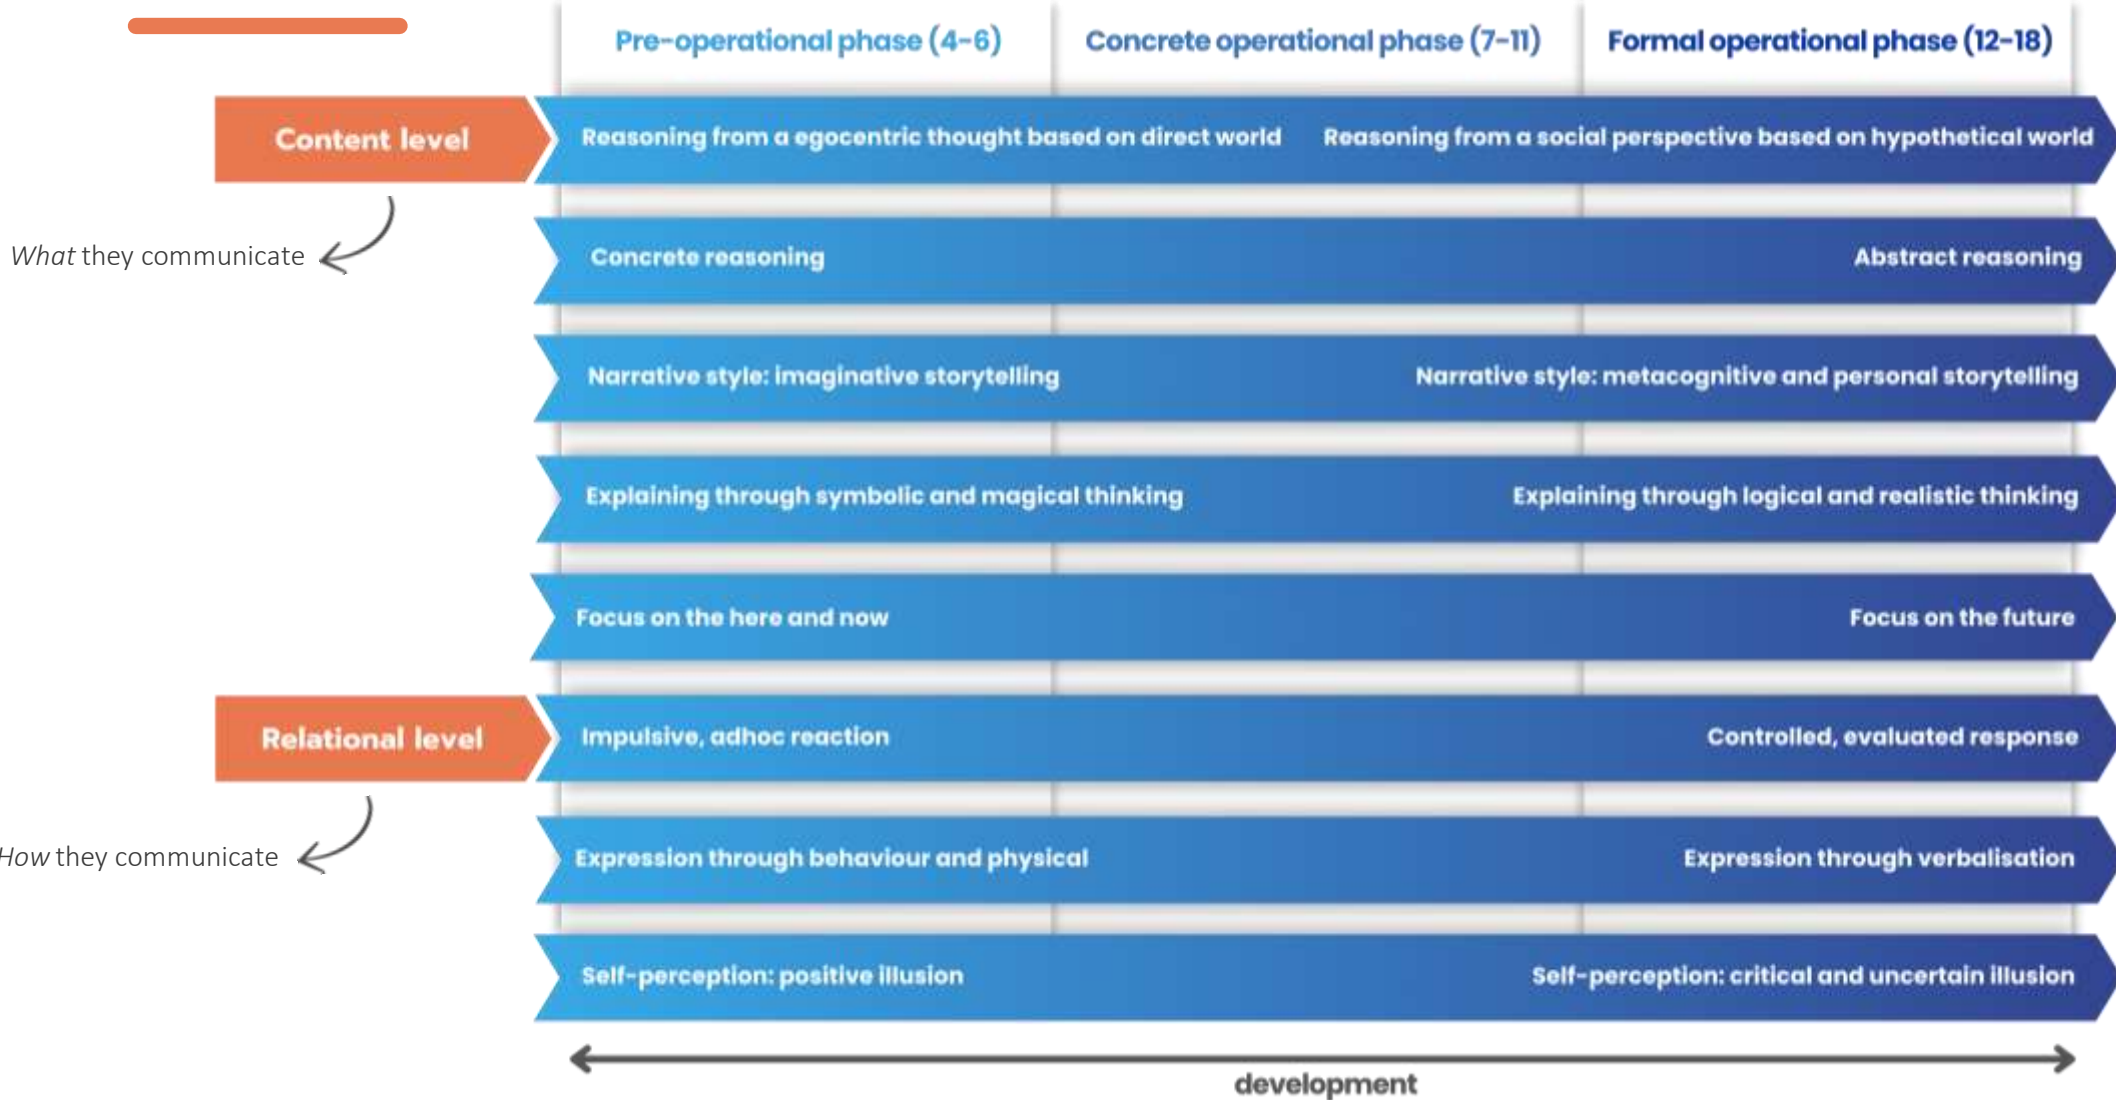 Pre-operational phase (4-6)
Concrete operational phase (7-11)
Formal operational phase (12-18)
Content level
Reasoning from a egocentric thought based on direct world
Reasoning from a social perspective based on hypothetical world
What they communicate
Concrete reasoning
Abstract reasoning
Narrative style: imaginative storytelling
Narrative style: metacognitive and personal storytelling
Explaining through symbolic and magical thinking
Explaining through logical and realistic thinking
Focus on the here and now
Focus on the future
Relational level
Impulsive, adhoc reaction
Controlled, evaluated response
How they communicate
Expression through behaviour and physical
Expression through verbalisation
Self-perception: positive illusion
Self-perception: critical and uncertain illusion
development